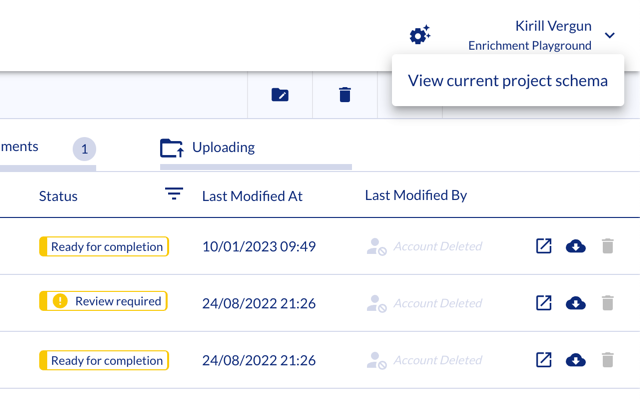 Kirill Vergun
Enrichment Playground
View current project schema
ments 1 Uploading
Status Last Modified At Last Modified By
Ready for completion 10/01/2023 09:49 Account Deleted
Review required 24/08/2022 21:26 Account Deleted
Ready for completion 24/08/2022 21:26 Account Deleted